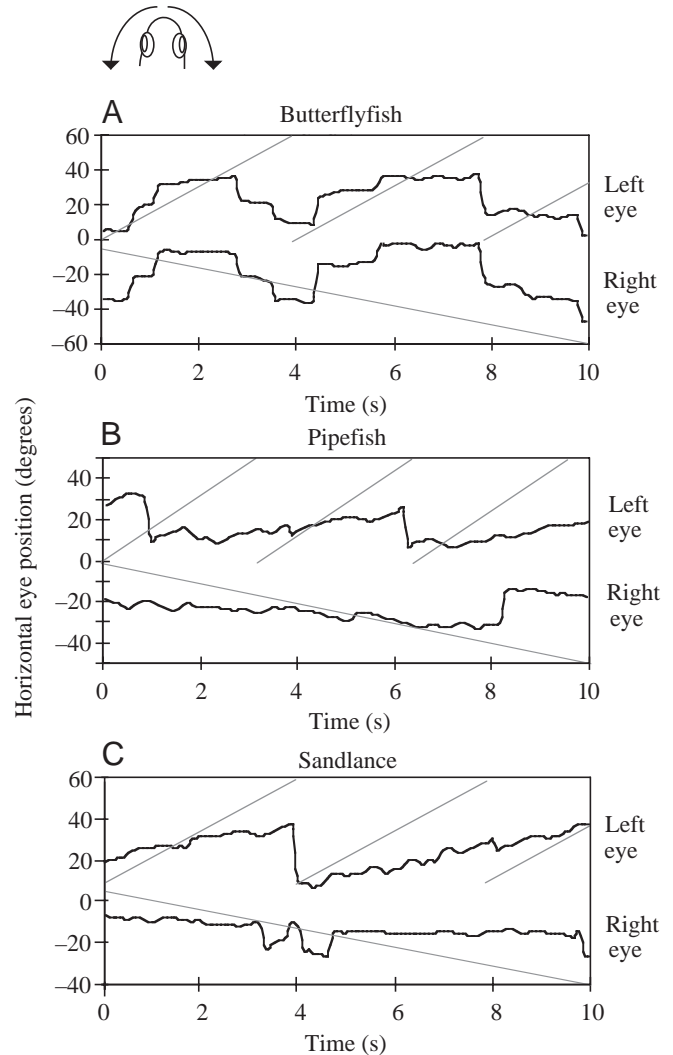 A
Butterflyfish
60
40
20
0
–20
–40
–60
Left
eye
Right
eye
0 2 4 6 8 10
Time (s)
Horizontal eye position (degrees)
B
Pipefish
40
20
0
–20
–40
Left
eye
Right
eye
0 2 4 6 8 10
Time (s)
C
Sandlance
60
40
20
0
–20
–40
Left
eye
Right
eye
0 2 4 6 8 10
Time (s)